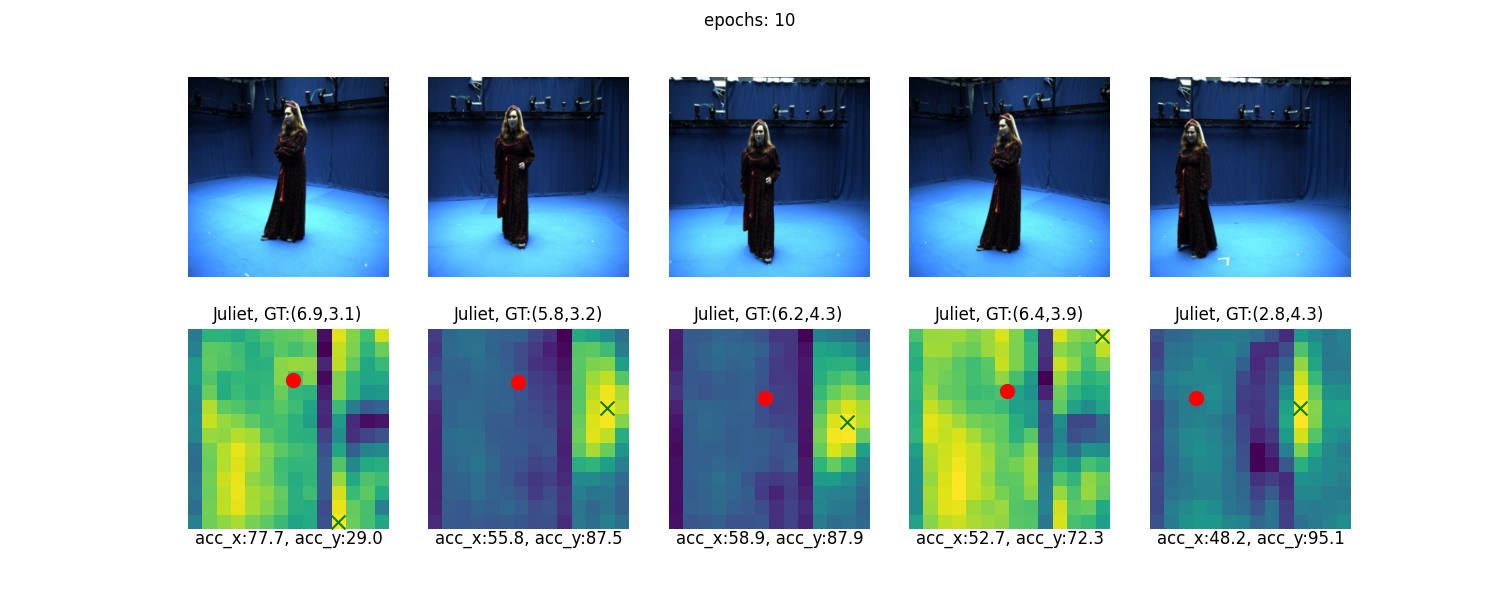 epochs: 10
Juliet, GT:(6.9,3.1)
Juliet, GT:(5.8,3.2)
Juliet, GT:(6.2,4.3)
Juliet, GT:(6.4,3.9)
Juliet, GT:(2.8,4.3)
acc_x:77.7, acc_y:29.0
acc_x:55.8, acc_y:87.5
acc_x:58.9, acc_y:87.9
acc_x:52.7, acc_y:72.3
acc_x:48.2, acc_y:95.1